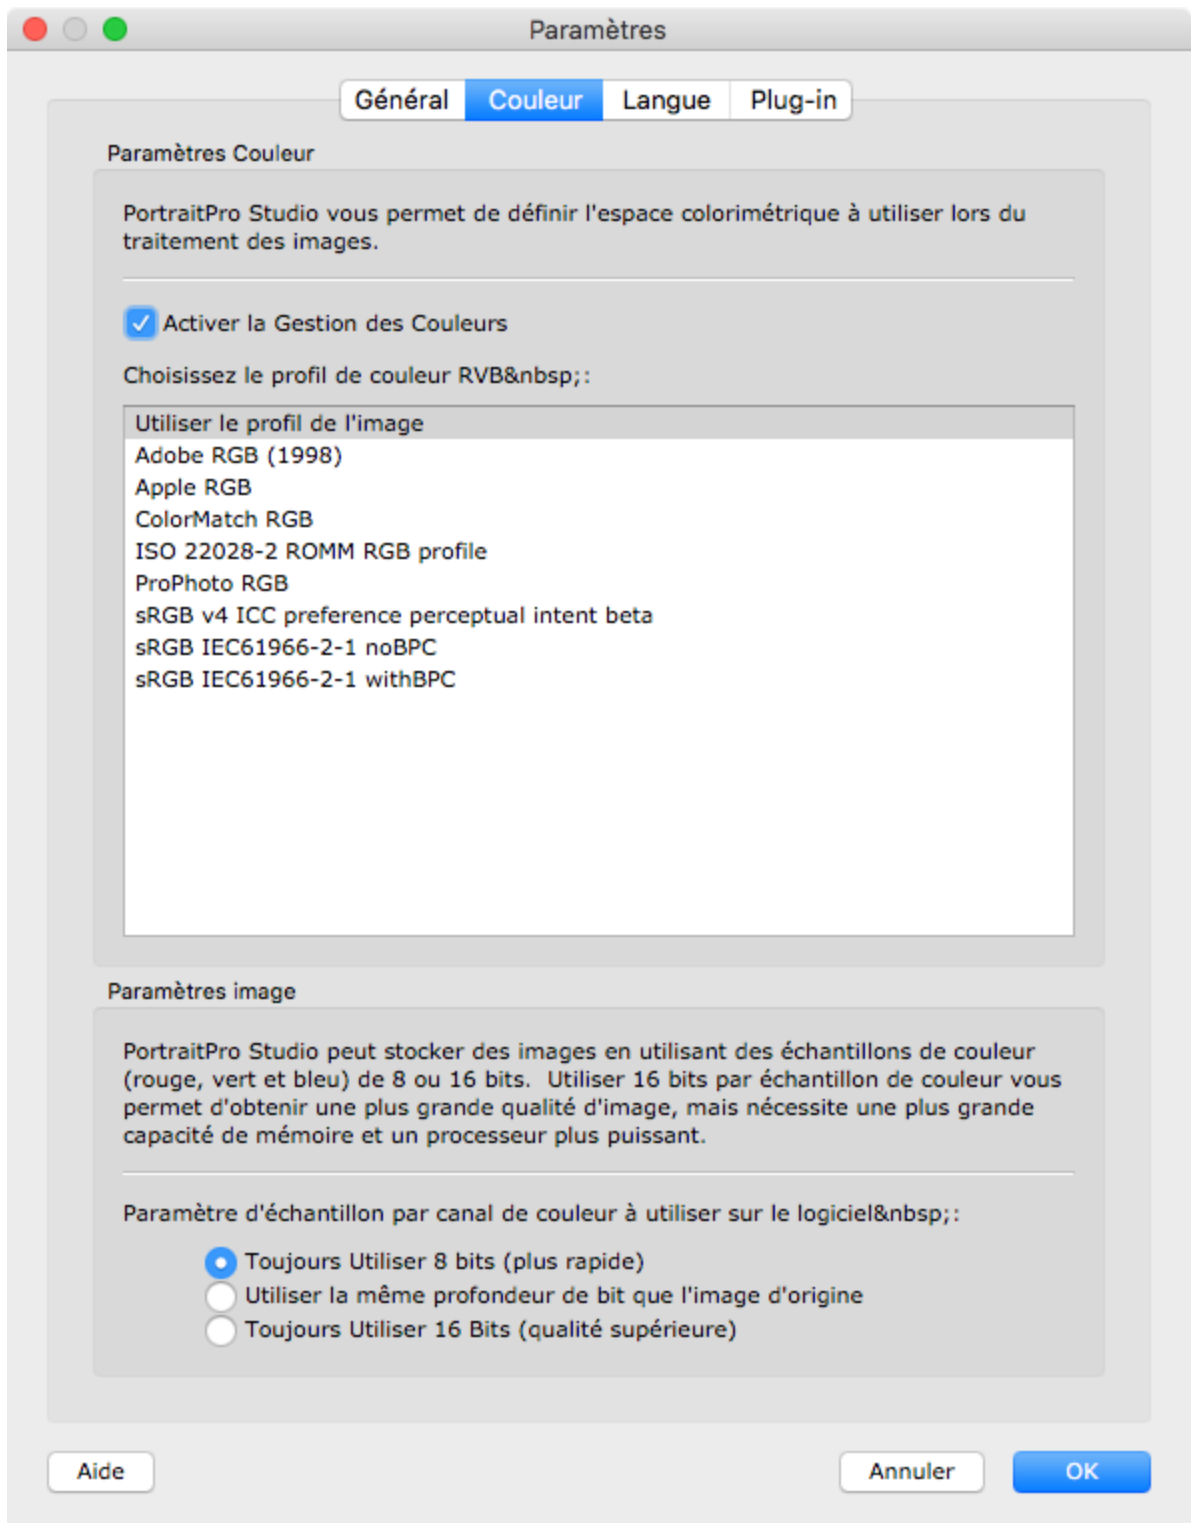 Paramètres
Général Couleur Langue Plug-in
Paramètres Couleur
PortraitPro Studio vous permet de définir l'espace colorimétrique à utiliser lors du
traitement des images.
Activer la Gestion des Couleurs
Choisissez le profil de couleur RVB&nbsp;:
Utiliser le profil de l'image
Adobe RGB (1998)
Apple RGB
ColorMatch RGB
ISO 22028-2 ROMM RGB profile
ProPhoto RGB
sRGB v4 ICC preference perceptual intent beta
sRGB IEC61966-2-1 noBPC
sRGB IEC61966-2-1 withBPC
Paramètres image
PortraitPro Studio peut stocker des images en utilisant des échantillons de couleur
(rouge, vert et bleu) de 8 ou 16 bits.  Utiliser 16 bits par échantillon de couleur vous
permet d'obtenir une plus grande qualité d'image, mais nécessite une plus grande
capacité de mémoire et un processeur plus puissant.
Paramètre d'échantillon par canal de couleur à utiliser sur le logiciel&nbsp;:
Toujours Utiliser 8 bits (plus rapide)
Utiliser la même profondeur de bit que l'image d'origine
Toujours Utiliser 16 Bits (qualité supérieure)
Aide Annuler OK